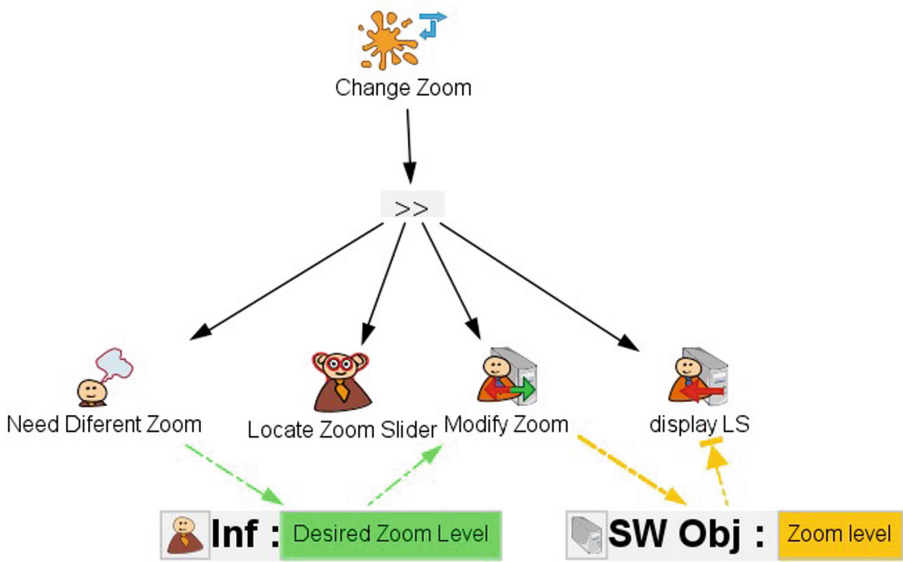 Change Zoom
>>
Need Diferent Zoom
Locate Zoom Slider
Modify Zoom
display LS
Inf : Desired Zoom Level
SW Obj : Zoom level